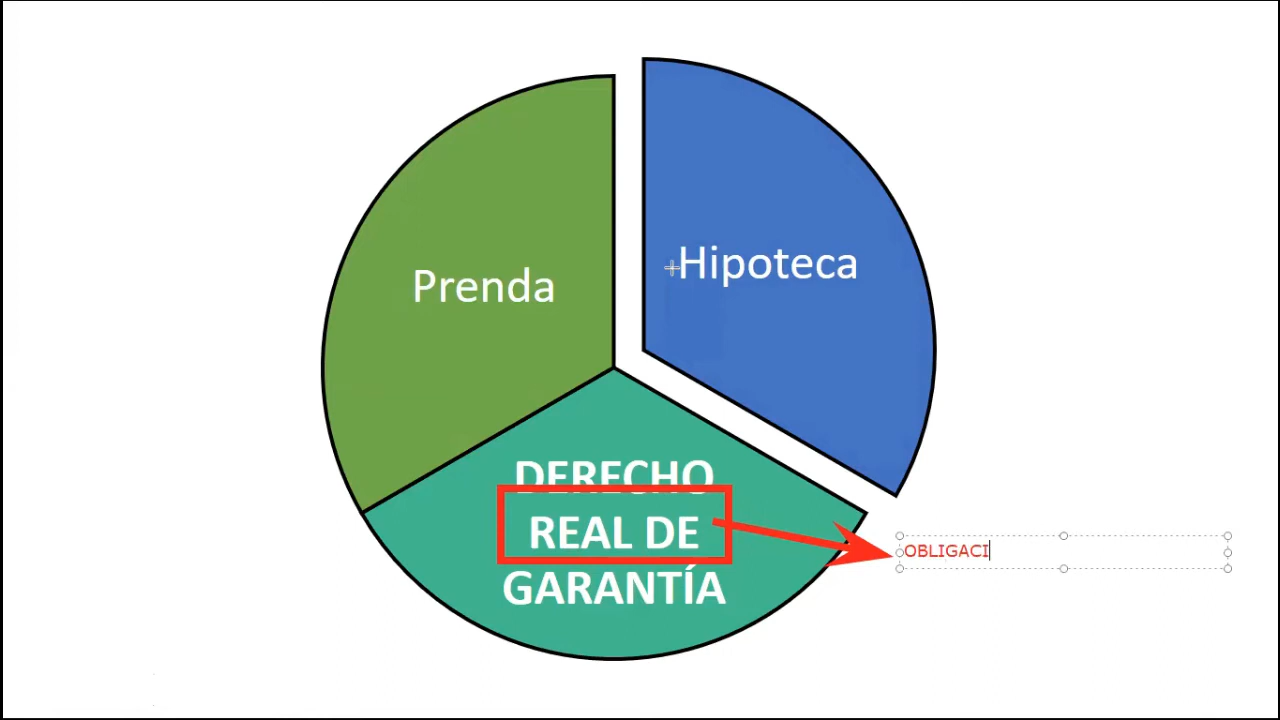 Prenda
Hipoteca
DERECHO
REAL DE
GARANTÍA
OBLIGACI